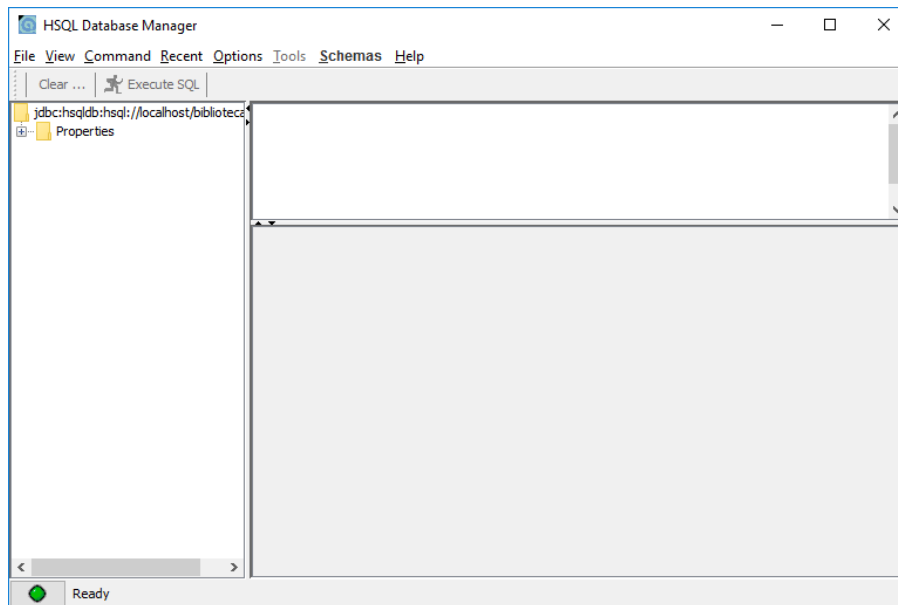 HSQL Database Manager
File View Command Recent Options Tools Schemas Help
Clear ... Execute SQL
jdbc:hsqldb:hsql://localhost/biblioteca
Properties
Ready